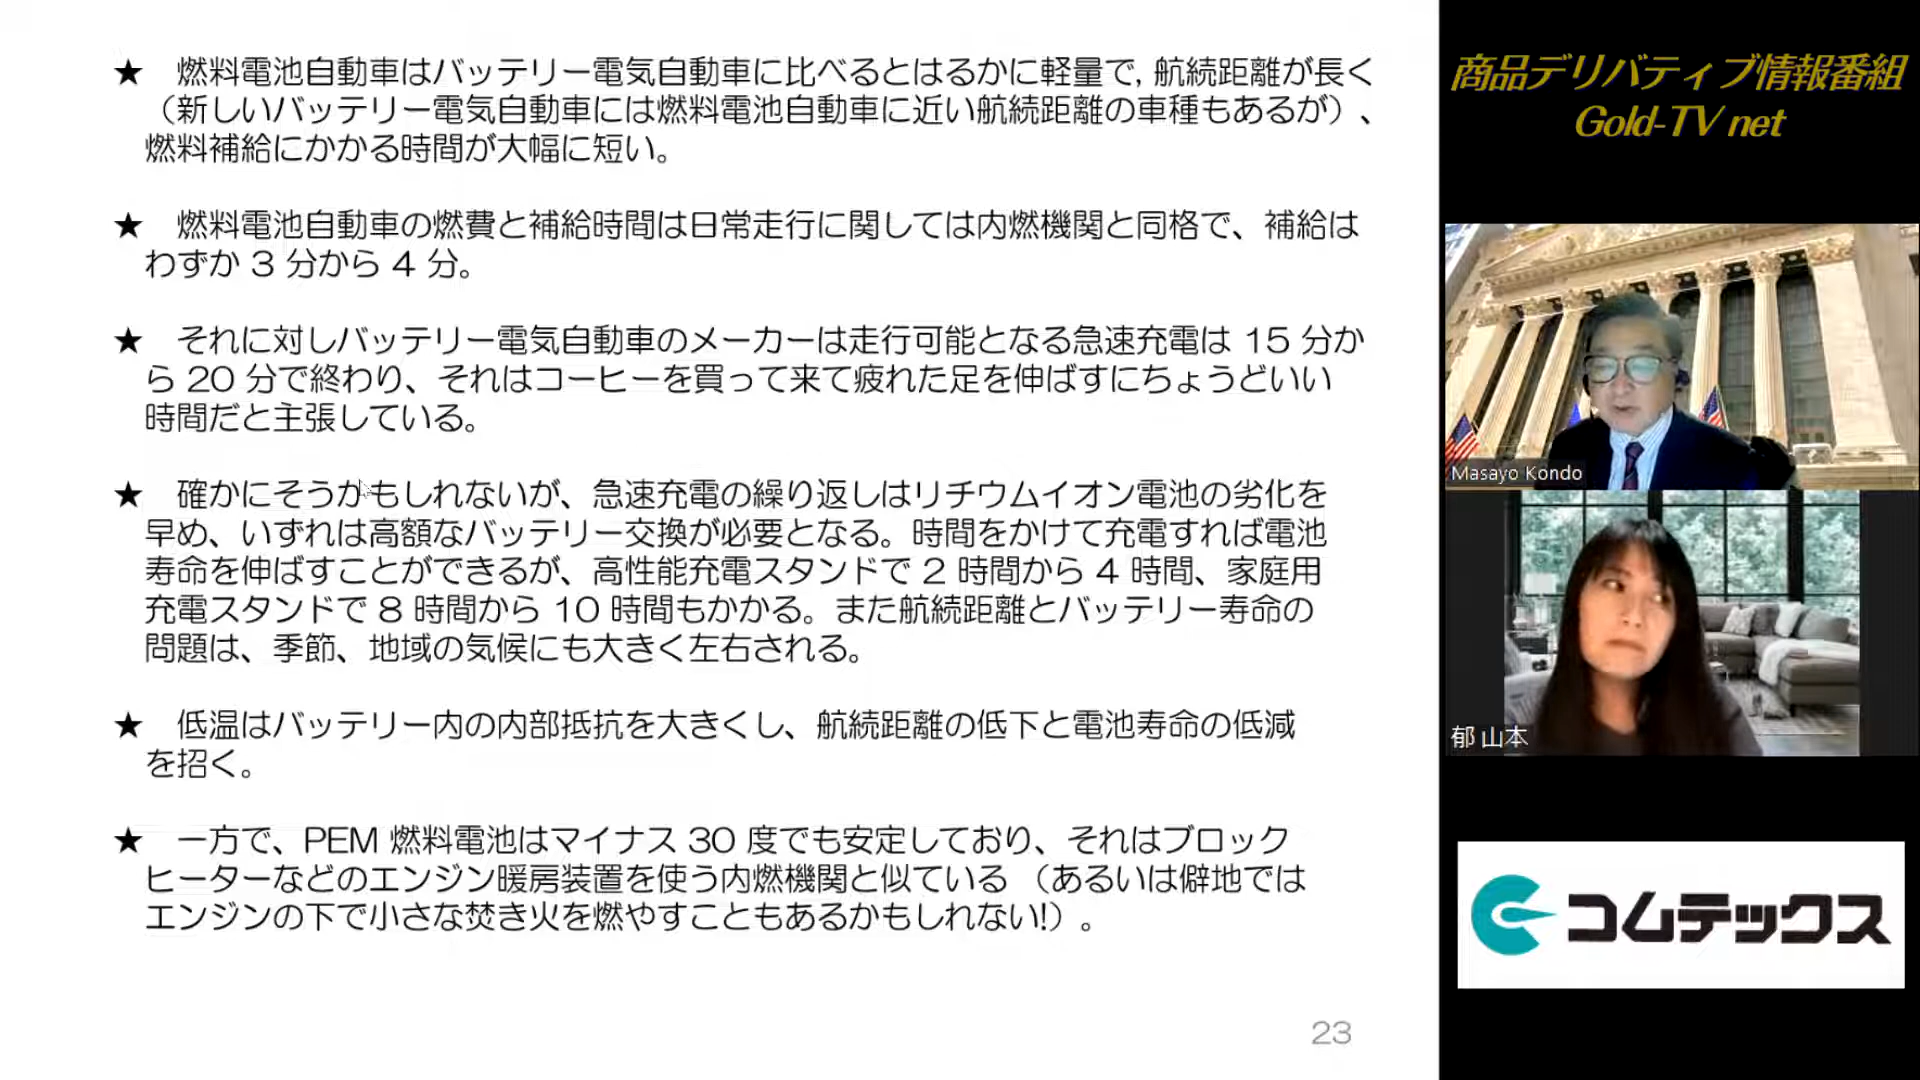 ★ 燃料電池自動車はバッテリー電気自動車に比べるとはるかに軽量で, 航続距離が長く
（新しいバッテリー電気自動車には燃料電池自動車に近い航続距離の車種もあるが）、
燃料補給にかかる時間が大幅に短い。
★ 燃料電池自動車の燃費と補給時間は日常走行に関しては内燃機関と同格で、補給は
わずか 3 分から 4 分。
★ それに対しバッテリー電気自動車のメーカーは走行可能となる急速充電は 15 分か
ら 20 分で終わり、それはコーヒーを買って来て疲れた足を伸ばすにちょうどいい
時間だと主張している。
★ 確かにそうかもしれないが、急速充電の繰り返しはリチウムイオン電池の劣化を
早め、いずれは高額なバッテリー交換が必要となる。時間をかけて充電すれば電池
寿命を伸ばすことができるが、高性能充電スタンドで 2 時間から 4 時間、家庭用
充電スタンドで 8 時間から 10 時間もかかる。また航続距離とバッテリー寿命の
問題は、季節、地域の気候にも大きく左右される。
★ 低温はバッテリー内の内部抵抗を大きくし、航続距離の低下と電池寿命の低減
を招く。
★ 一方で、PEM 燃料電池はマイナス 30 度でも安定しており、それはブロック
ヒーターなどのエンジン暖房装置を使う内燃機関と似ている （あるいは僻地では
エンジンの下で小さな焚き火を燃やすこともあるかもしれない!）。
23
商品デリバティブ情報番組
Gold-TV net
Masayo Kondo
郁 山本
コムテックス